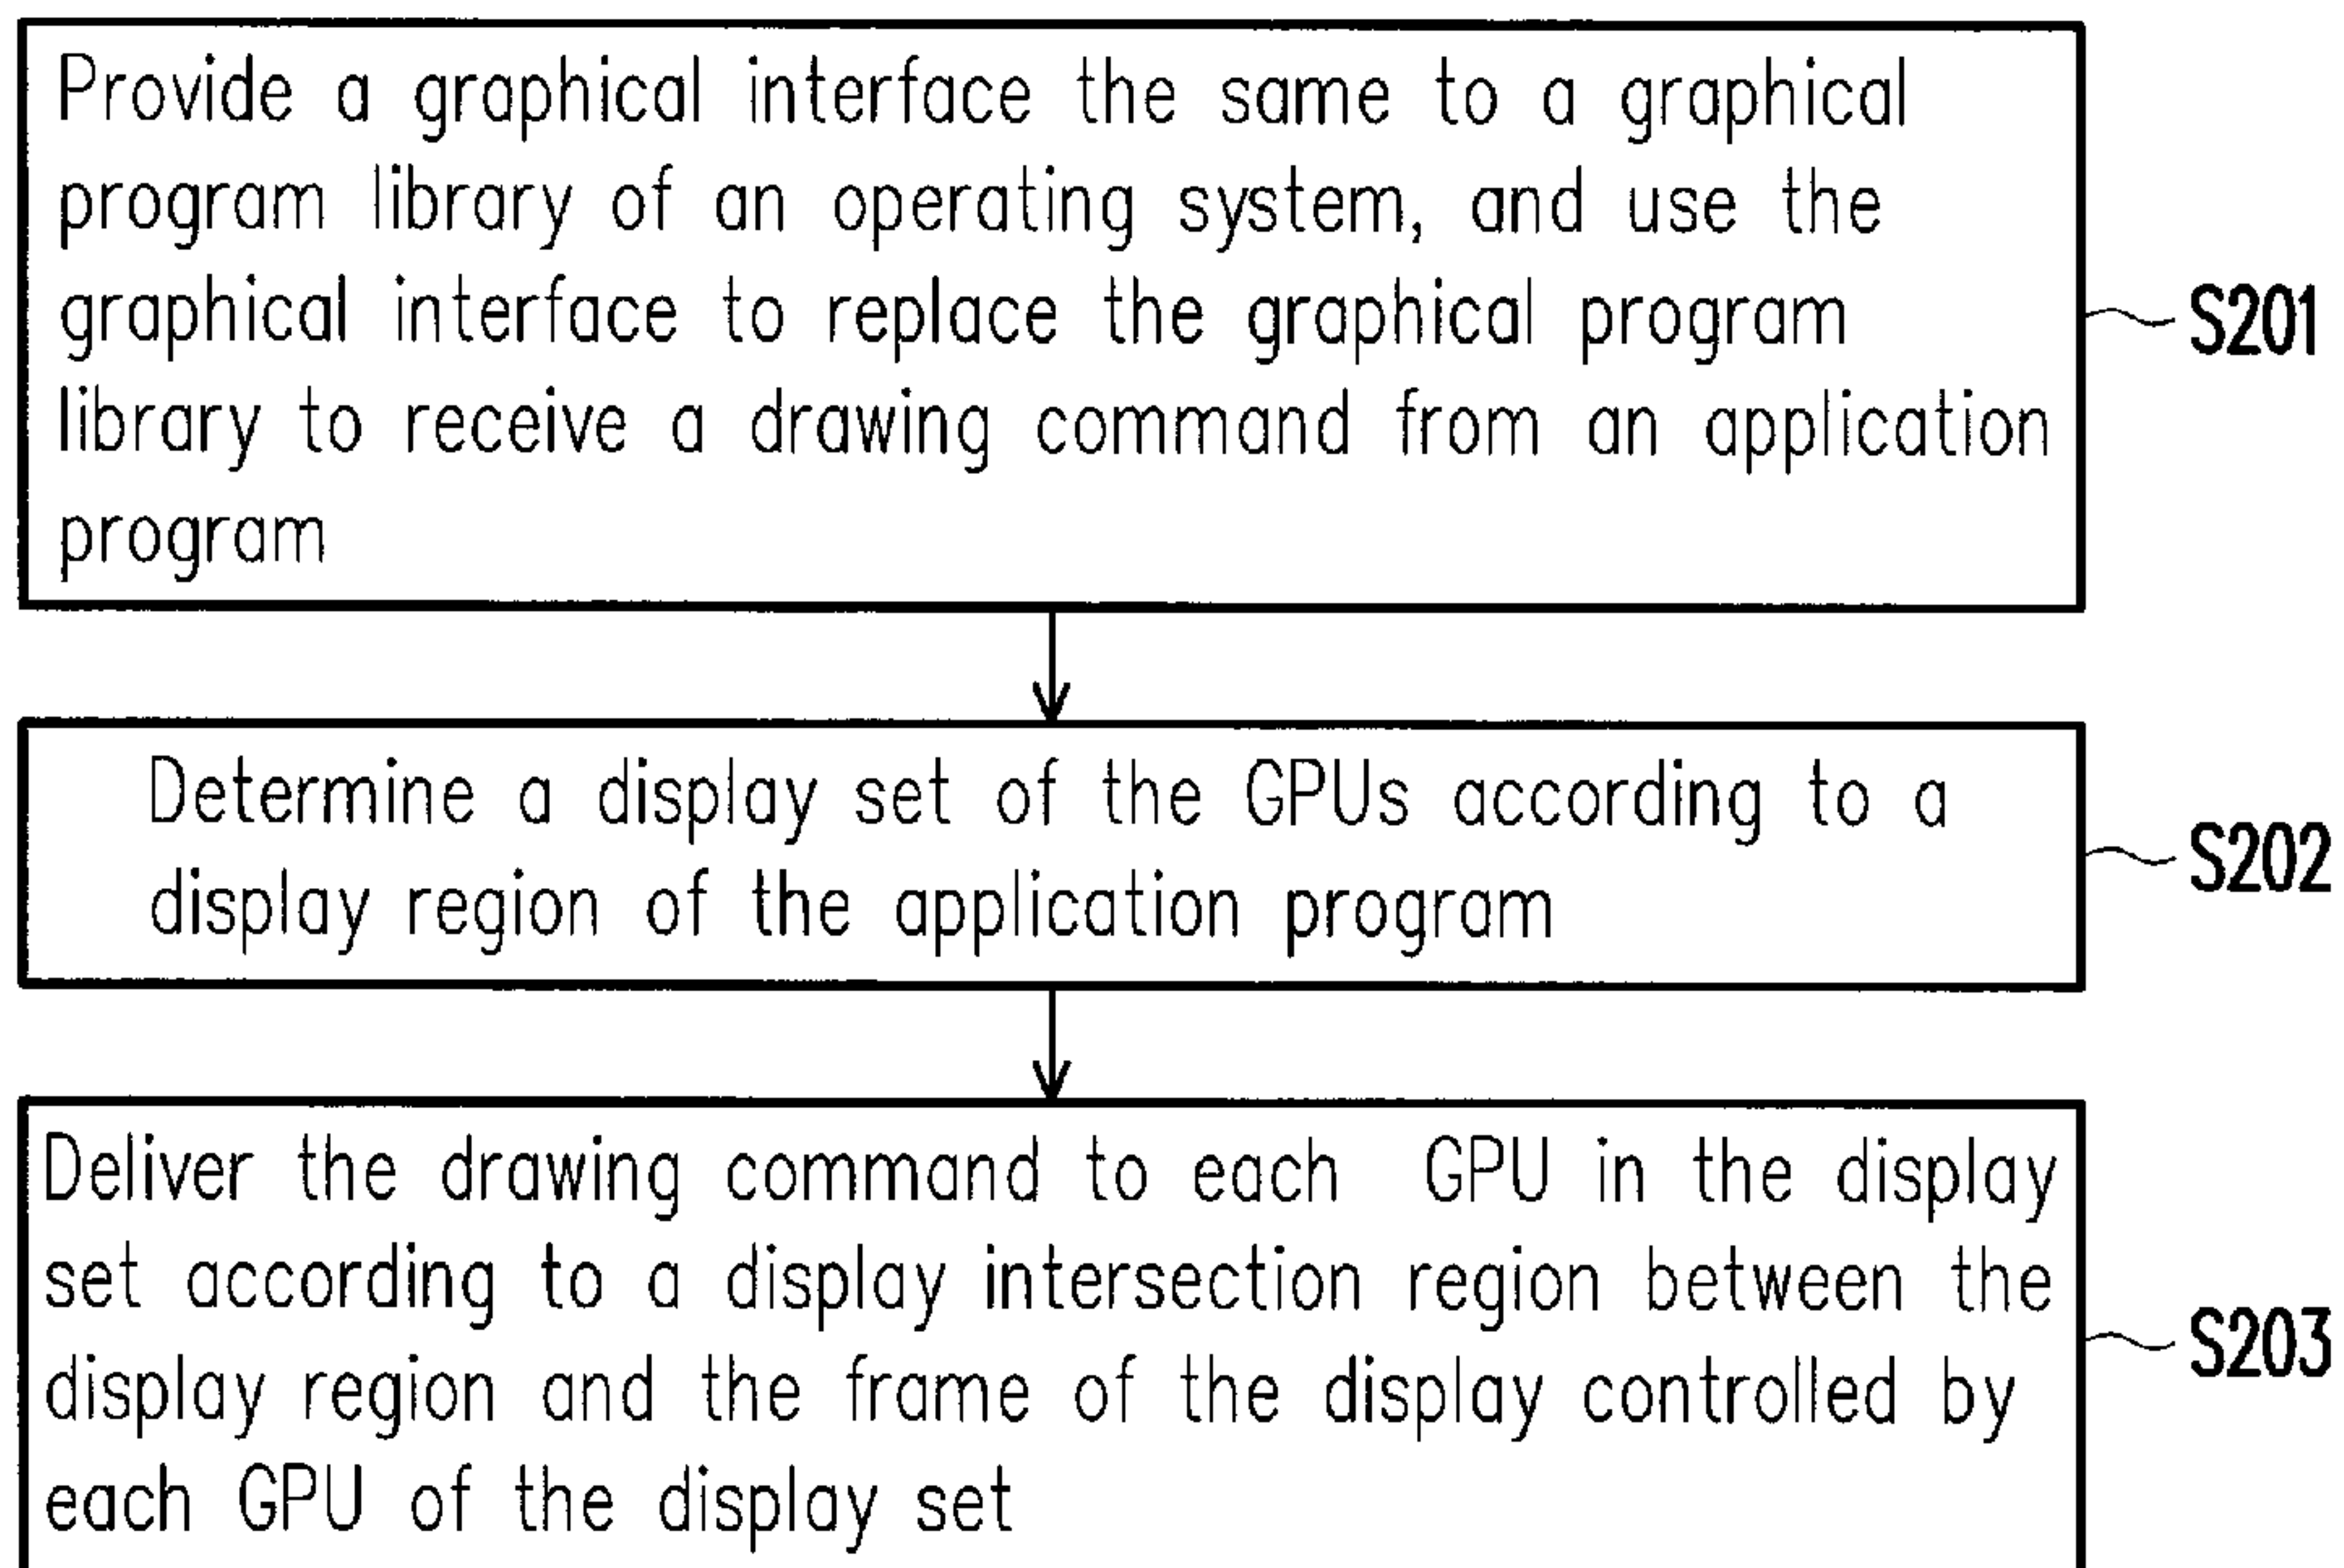 Provide a graphical interface the same to a graphical
program library of an operating system, and use the
graphical interface to replace the graphical program
library to receive a drawing command from an application
program
S201
Determine a display set of the GPUs according to a
display region of the application program
S202
Deliver the drawing command to each GPU in the display
set according to a display intersection region between the
display region and the frame of the display controlled by
each GPU of the display set
S203